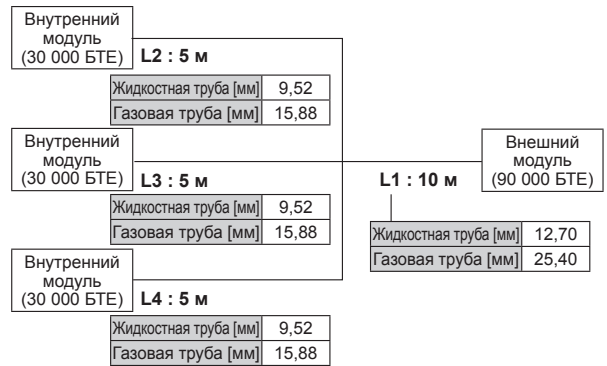 Внутренний
модуль
(30 000 БТЕ)
L2 : 5 м
Жидкостная труба [мм] 9,52
Газовая труба [мм] 15,88
Внутренний
модуль
(30 000 БТЕ)
L3 : 5 м
Жидкостная труба [мм] 9,52
Газовая труба [мм] 15,88
Внутренний
модуль
(30 000 БТЕ)
L4 : 5 м
Жидкостная труба [мм] 9,52
Газовая труба [мм] 15,88
L1 : 10 м
Внешний
модуль
(90 000 БТЕ)
Жидкостная труба [мм] 12,70
Газовая труба [мм] 25,40